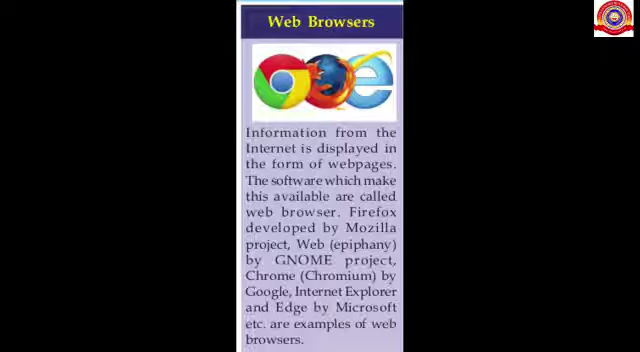 Web Browsers
Information from the
Internet is displayed in
the form of webpages.
The software which make
this available are called
web browser. Firefox
developed by Mozilla
project, Web (epiphany)
by GNOME project,
Chrome (Chromium) by
Google, Internet Explorer
and Edge by Microsoft
etc. are examples of web
browsers.